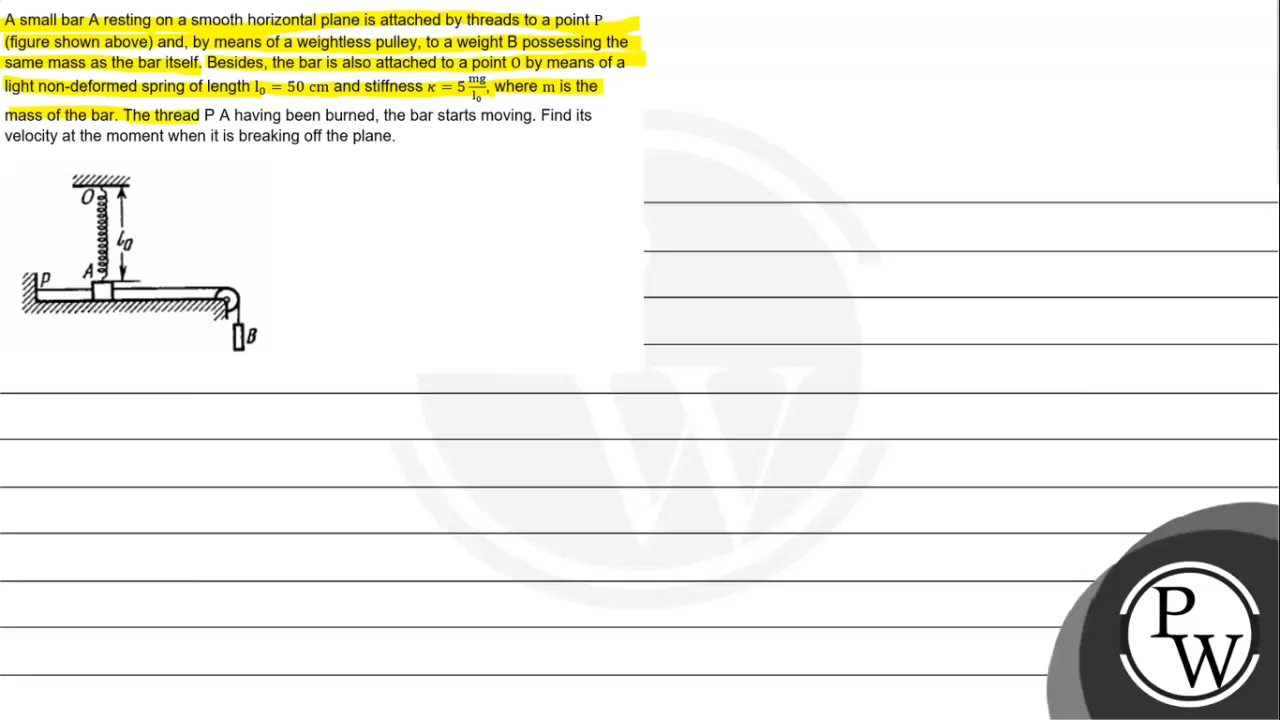 A small bar A resting on a smooth horizontal plane is attached by threads to a point P
(figure shown above) and, by means of a weightless pulley, to a weight B possessing the
same mass as the bar itself. Besides, the bar is also attached to a point O by means of a
light non-deformed spring of length l₀ = 50 cm and stiffness κ = 5 mg/l₀, where m is the
mass of the bar. The thread P A having been burned, the bar starts moving. Find its
velocity at the moment when it is breaking off the plane.
O
l₀
A
P
B
W
P
W